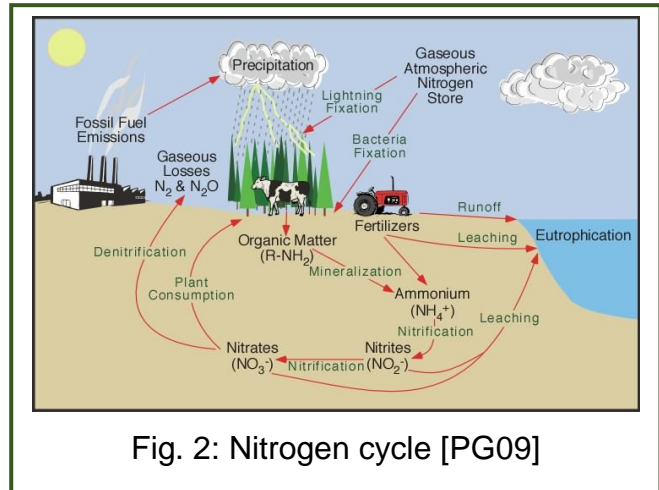 Precipitation
Gaseous
Atmospheric
Nitrogen
Store
Lightning
Fixation
Fossil Fuel
Emissions
Bacteria
Fixation
Gaseous
Losses
N₂ & N₂O
Fertilizers
Runoff
Organic Matter
(R-NH₂)
Leaching
Eutrophication
Denitrification
Mineralization
Plant
Consumption
Ammonium
(NH₄⁺)
Leaching
Nitrification
Nitrates
(NO₃⁻)
Nitrification
Nitrites
(NO₂⁻)
Fig. 2: Nitrogen cycle [PG09]